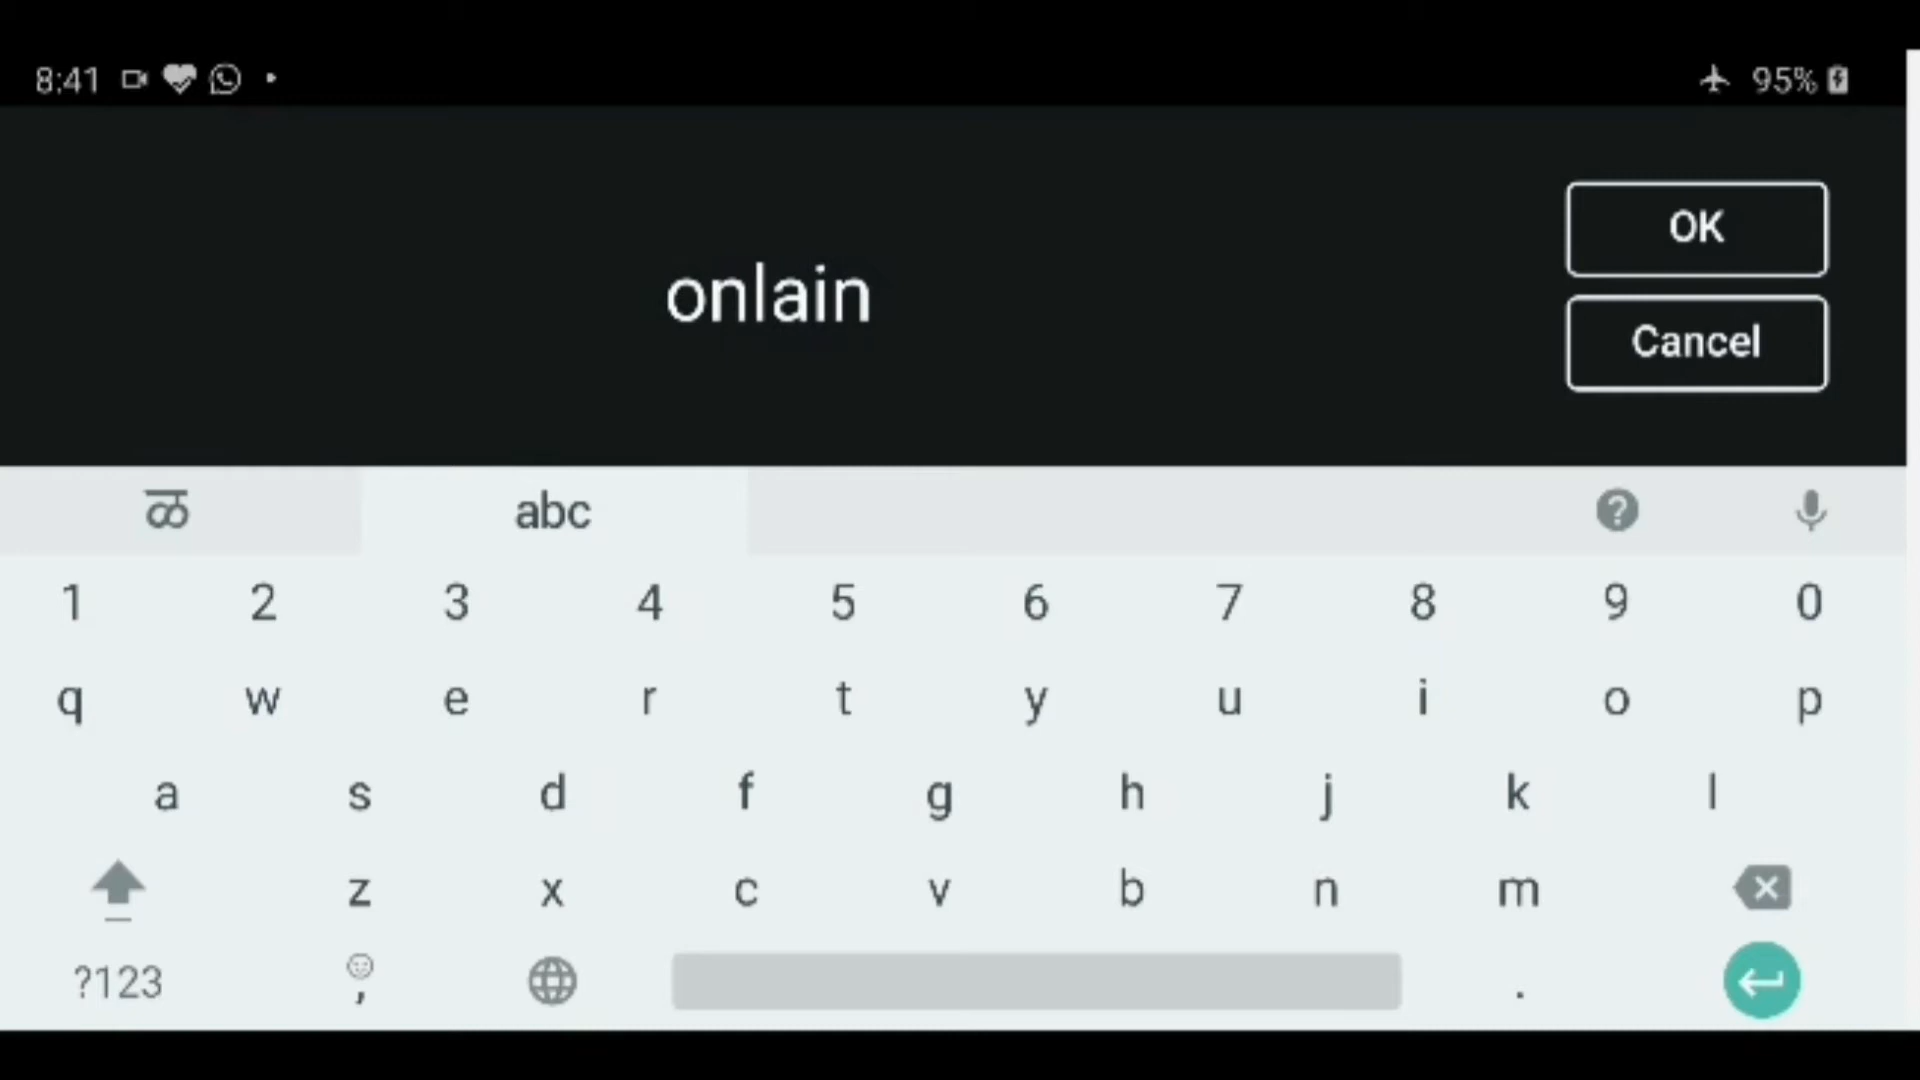 8:41 95%
onlain
OK
Cancel
ळ abc
1 2 3 4 5 6 7 8 9 0
q w e r t y u i o p
a s d f g h j k l
z x c v b n m
?123 , .